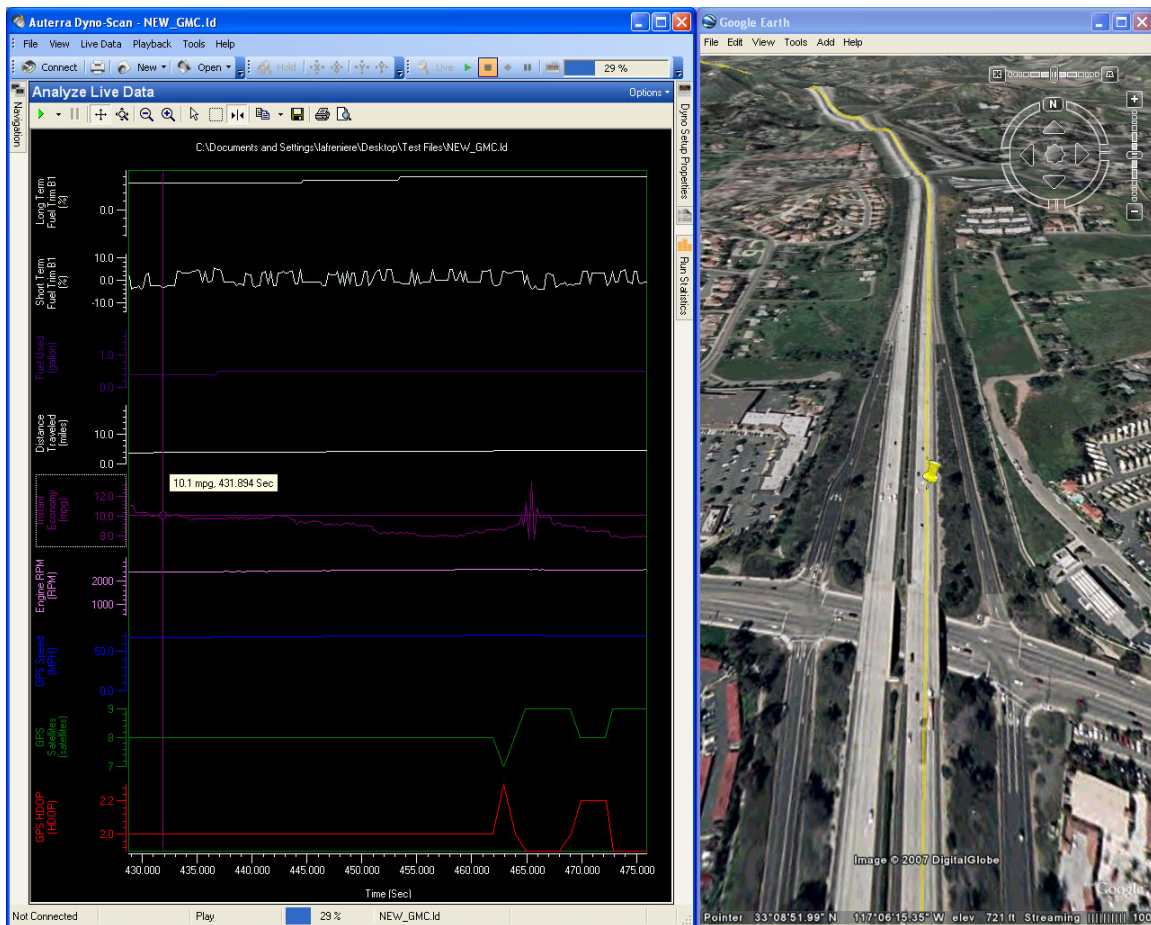 Auterra Dyno-Scan - NEW_GMC.ld
File View Live Data Playback Tools Help
Connect New Open Hold Live 29 %
Navigation
Analyze Live Data Options
C:\Documents and Settings\lafreniere\Desktop\Test Files\NEW_GMC.ld
Long Term
Fuel Trim B1
(%)
0.0
Short Term
Fuel Trim B1
(%)
10.0
0.0
-10.0
Fuel Used
(gallon)
1.0
0.0
Distance
Traveled
(miles)
10.0
0.0
10.1 mpg, 431.894 Sec
Instant
Economy
(mpg)
12.0
10.0
8.0
Engine RPM
(RPM)
2000
1000
GPS Speed
(MPH)
50.0
0.0
GPS
Satellites
(satellites)
9
8
7
GPS HDOP
(HDOP)
2.2
2.0
430.000 435.000 440.000 445.000 450.000 455.000 460.000 465.000 470.000 475.000
Time (Sec)
Dyno Setup Properties
Run Statistics
Not Connected Play 29 % NEW_GMC.ld
Google Earth
File Edit View Tools Add Help
N
Image © 2007 DigitalGlobe
Google
Pointer 33°08'51.99" N 117°06'15.35" W elev 721 ft Streaming |||||||||| 100